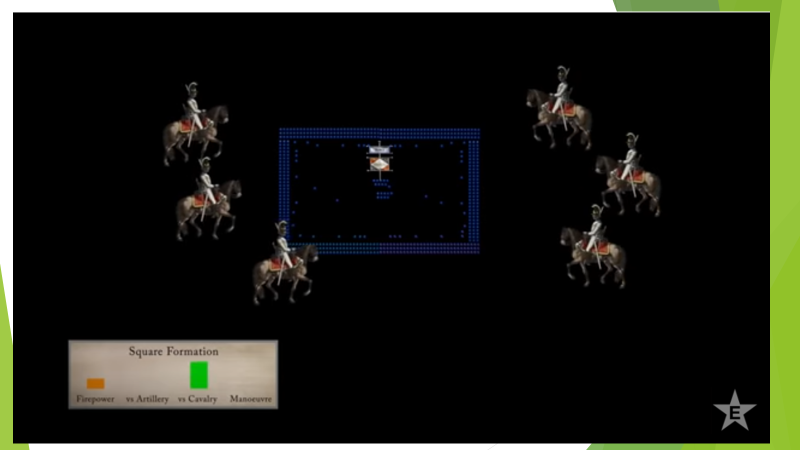 Square Formation
Firepower vs Artillery vs Cavalry Manoeuvre
E